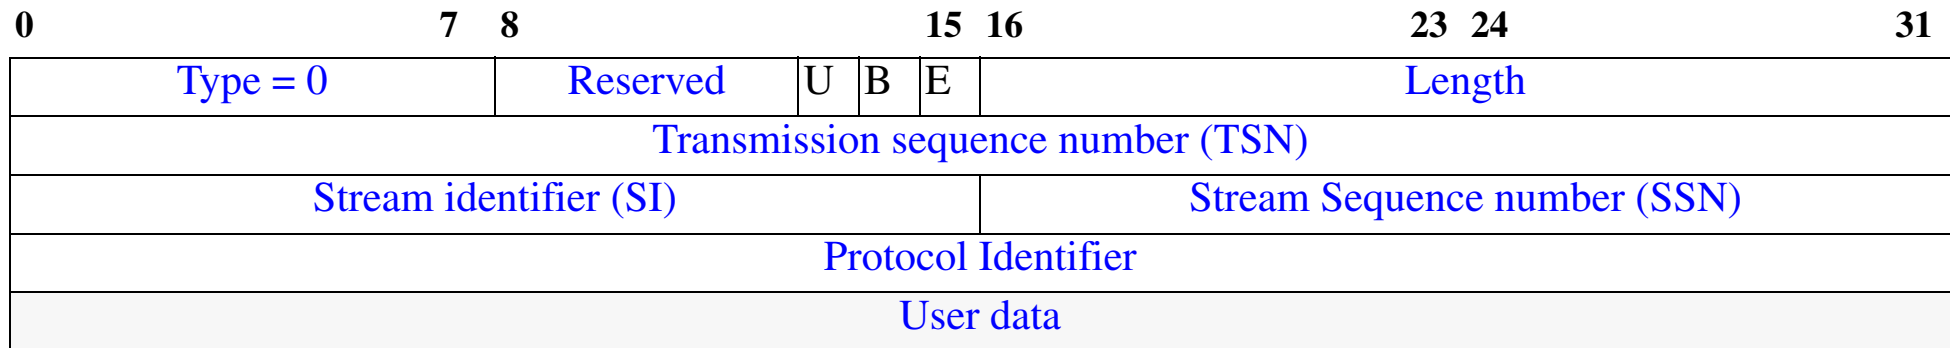 0 7 8 15 16 23 24 31
Type = 0 Reserved U B E Length
Transmission sequence number (TSN)
Stream identifier (SI) Stream Sequence number (SSN)
Protocol Identifier
User data